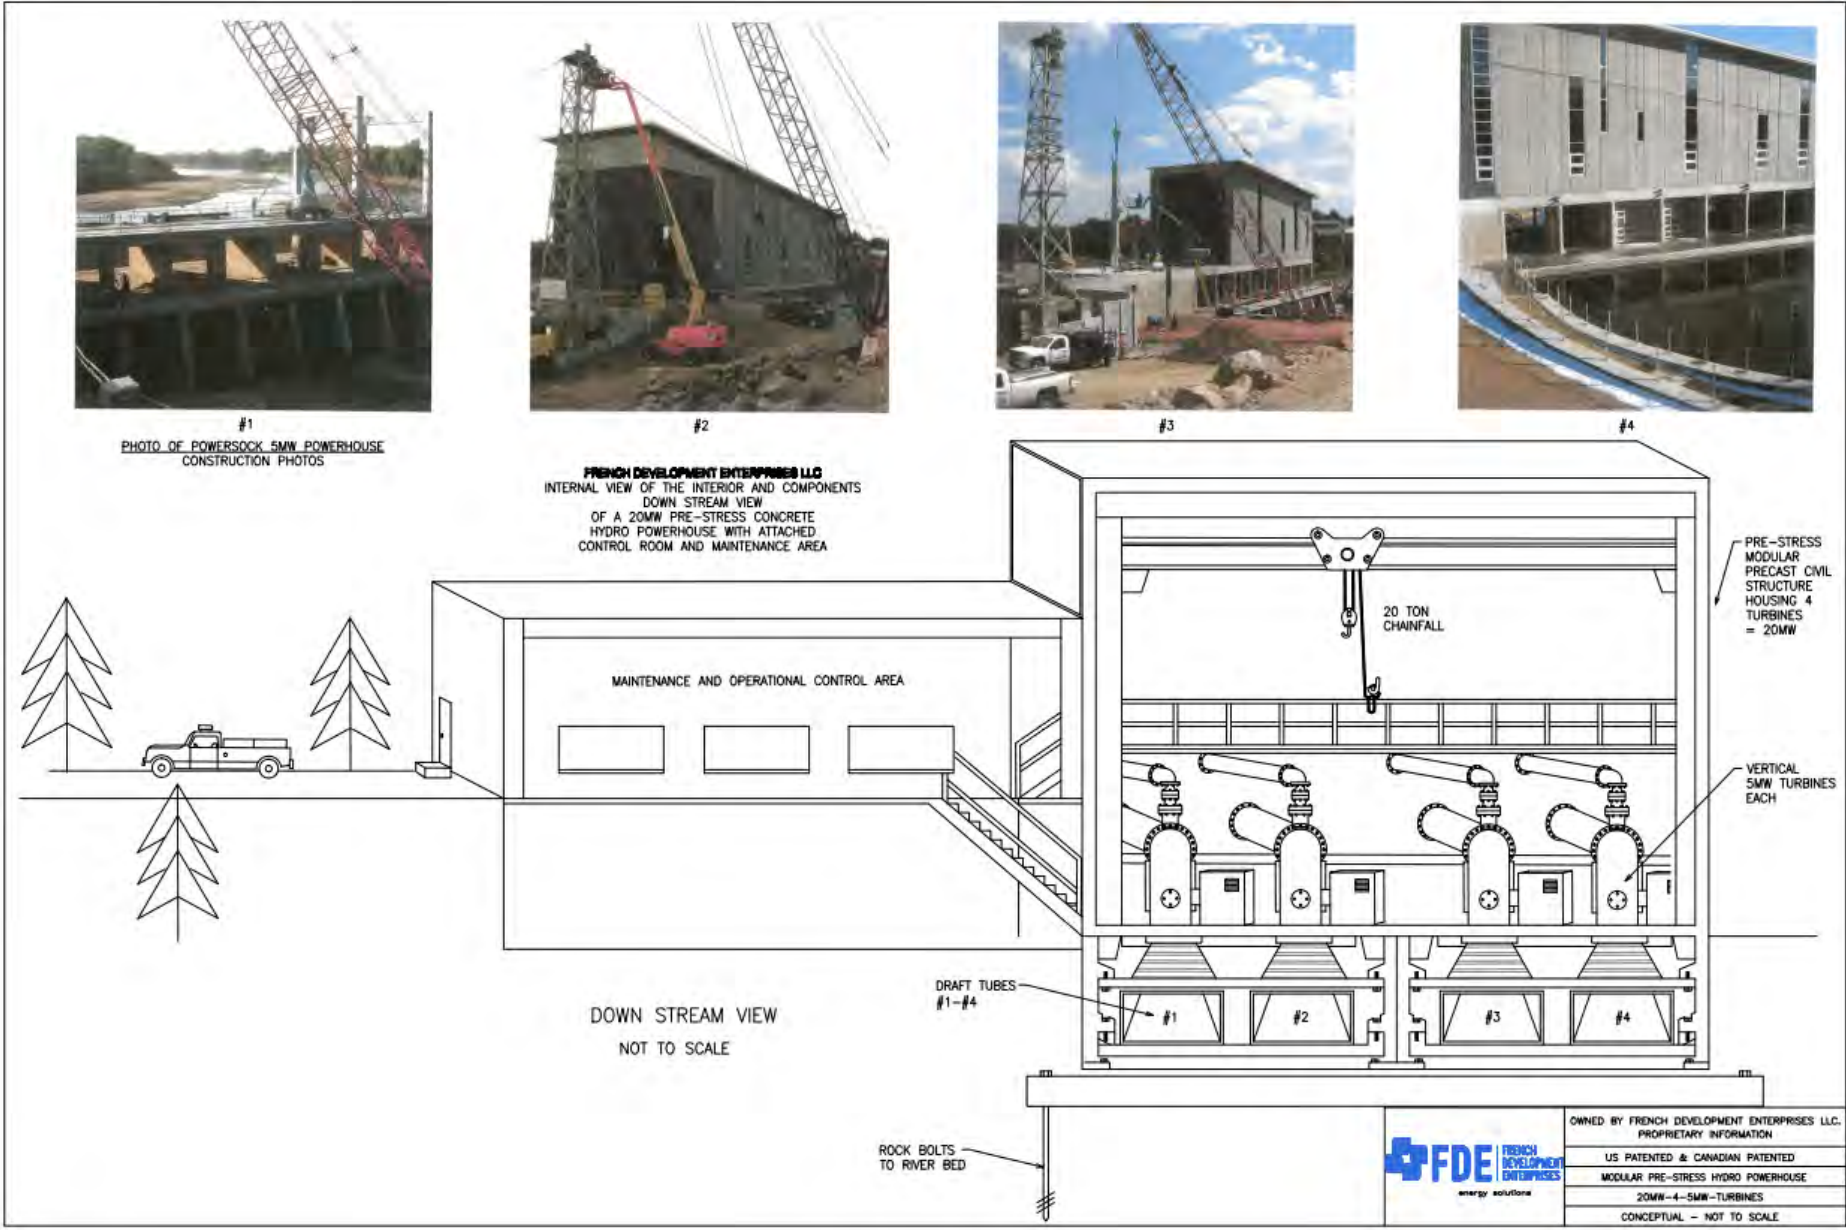 #1
PHOTO OF POWERSOCK 5MW POWERHOUSE
CONSTRUCTION PHOTOS
#2
#3
#4
FRENCH DEVELOPMENT ENTERPRISES LLC
INTERNAL VIEW OF THE INTERIOR AND COMPONENTS
DOWN STREAM VIEW
OF A 20MW PRE-STRESS CONCRETE
HYDRO POWERHOUSE WITH ATTACHED
CONTROL ROOM AND MAINTENANCE AREA
PRE-STRESS
MODULAR
PRECAST CIVIL
STRUCTURE
HOUSING 4
TURBINES
= 20MW
20 TON
CHAINFALL
MAINTENANCE AND OPERATIONAL CONTROL AREA
VERTICAL
5MW TURBINES
EACH
DRAFT TUBES
#1-#4
#1
#2
#3
#4
DOWN STREAM VIEW
NOT TO SCALE
ROCK BOLTS
TO RIVER BED
FDE
FRENCH
DEVELOPMENT
ENTERPRISES
energy solutions
OWNED BY FRENCH DEVELOPMENT ENTERPRISES LLC.
PROPRIETARY INFORMATION
US PATENTED & CANADIAN PATENTED
MODULAR PRE-STRESS HYDRO POWERHOUSE
20MW-4-5MW-TURBINES
CONCEPTUAL - NOT TO SCALE